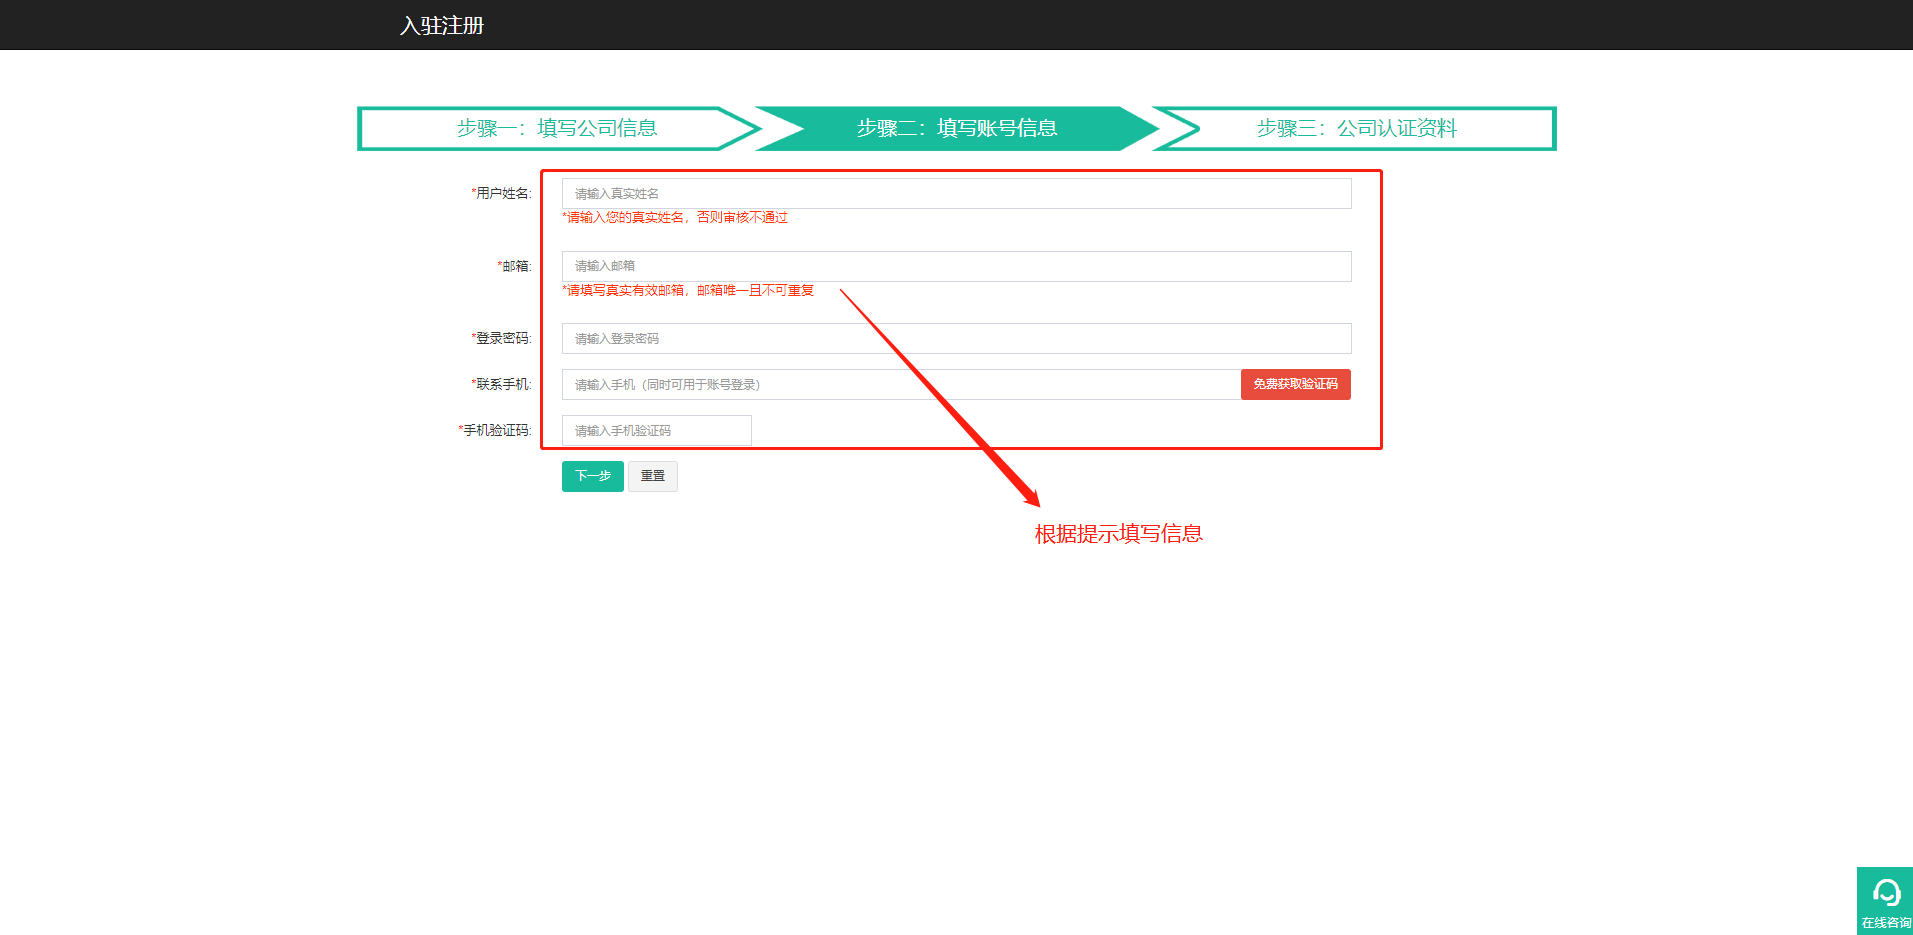 入驻注册
步骤一：填写公司信息
步骤二：填写账号信息
步骤三：公司认证资料
*用户姓名:
请输入真实姓名
*请输入您的真实姓名，否则审核不通过
*邮箱:
请输入邮箱
*请填写真实有效邮箱，邮箱唯一且不可重复
*登录密码:
请输入登录密码
*联系手机:
请输入手机（同时可用于账号登录）
免费获取验证码
*手机验证码:
请输入手机验证码
下一步
重置
根据提示填写信息
在线咨询